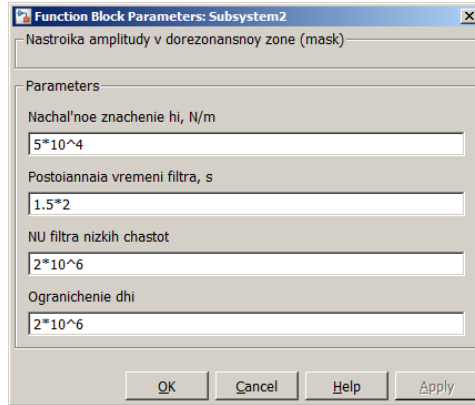 Function Block Parameters: Subsystem2
Nastroika amplitudy v dorezonansnoy zone (mask)
Parameters
Nachal'noe znachenie hi, N/m
5*10^4
Postoiannaia vremeni filtra, s
1.5*2
NU filtra nizkih chastot
2*10^6
Ogranichenie dhi
2*10^6
OK Cancel Help Apply